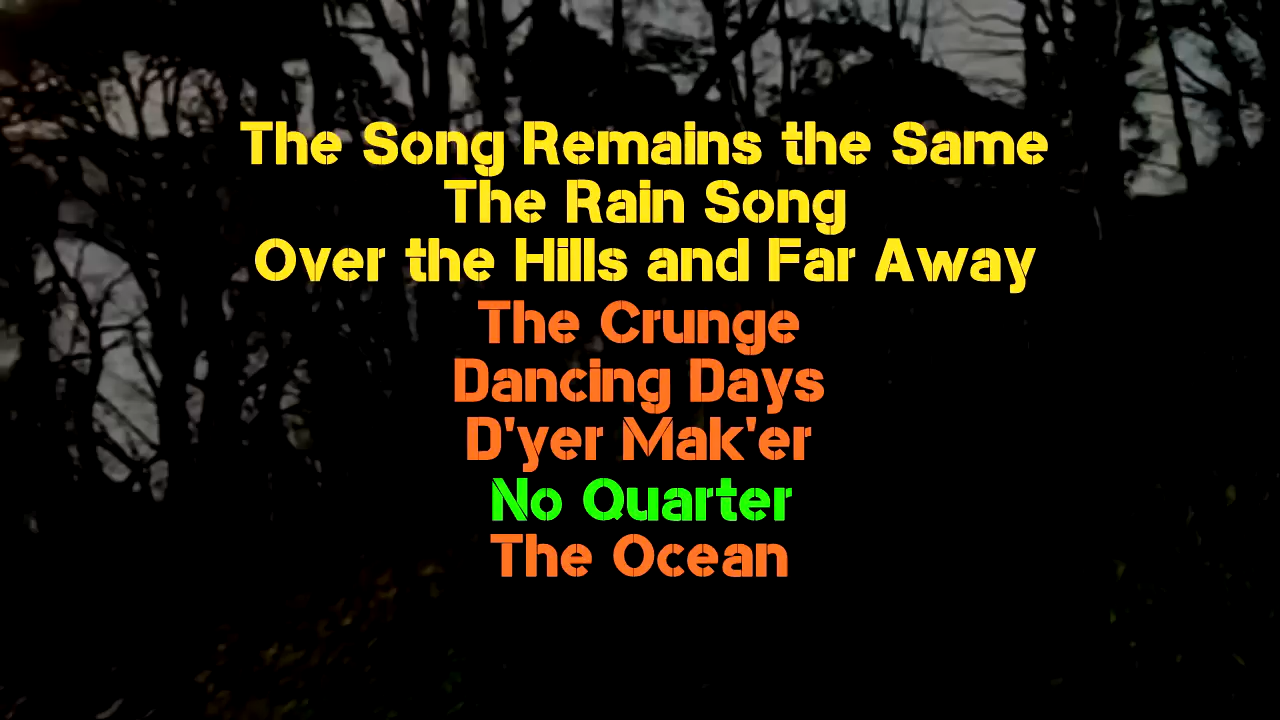 The Song Remains the Same
The Rain Song
Over the Hills and Far Away
The Crunge
Dancing Days
D'yer Mak'er
No Quarter
The Ocean